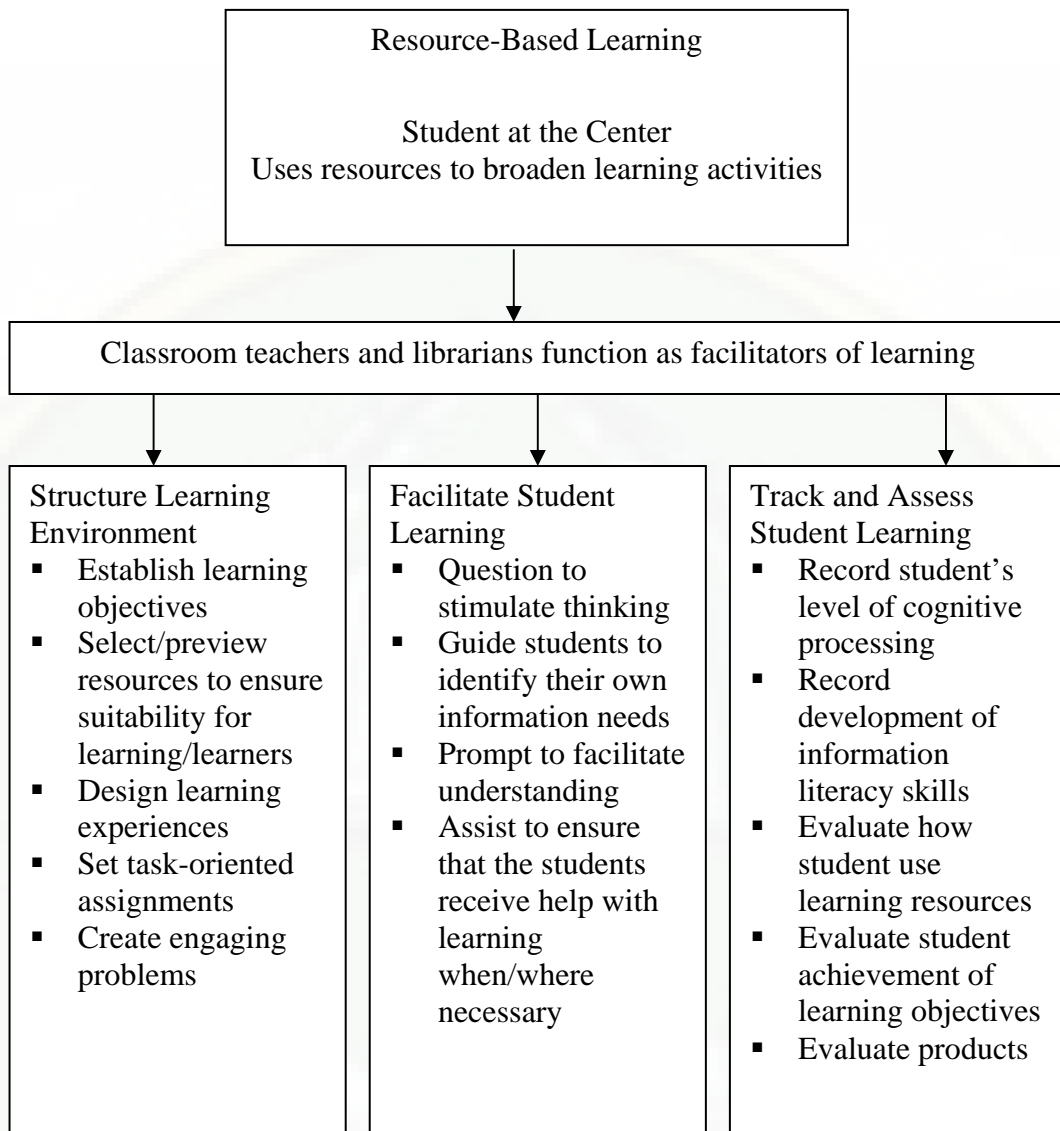 Resource-Based Learning
Student at the Center
Uses resources to broaden learning activities
Classroom teachers and librarians function as facilitators of learning
Structure Learning
Environment
▪ Establish learning
objectives
▪ Select/preview
resources to ensure
suitability for
learning/learners
▪ Design learning
experiences
▪ Set task-oriented
assignments
▪ Create engaging
problems
Facilitate Student
Learning
▪ Question to
stimulate thinking
▪ Guide students to
identify their own
information needs
▪ Prompt to facilitate
understanding
▪ Assist to ensure
that the students
receive help with
learning
when/where
necessary
Track and Assess
Student Learning
▪ Record student’s
level of cognitive
processing
▪ Record
development of
information
literacy skills
▪ Evaluate how
student use
learning resources
▪ Evaluate student
achievement of
learning objectives
▪ Evaluate products